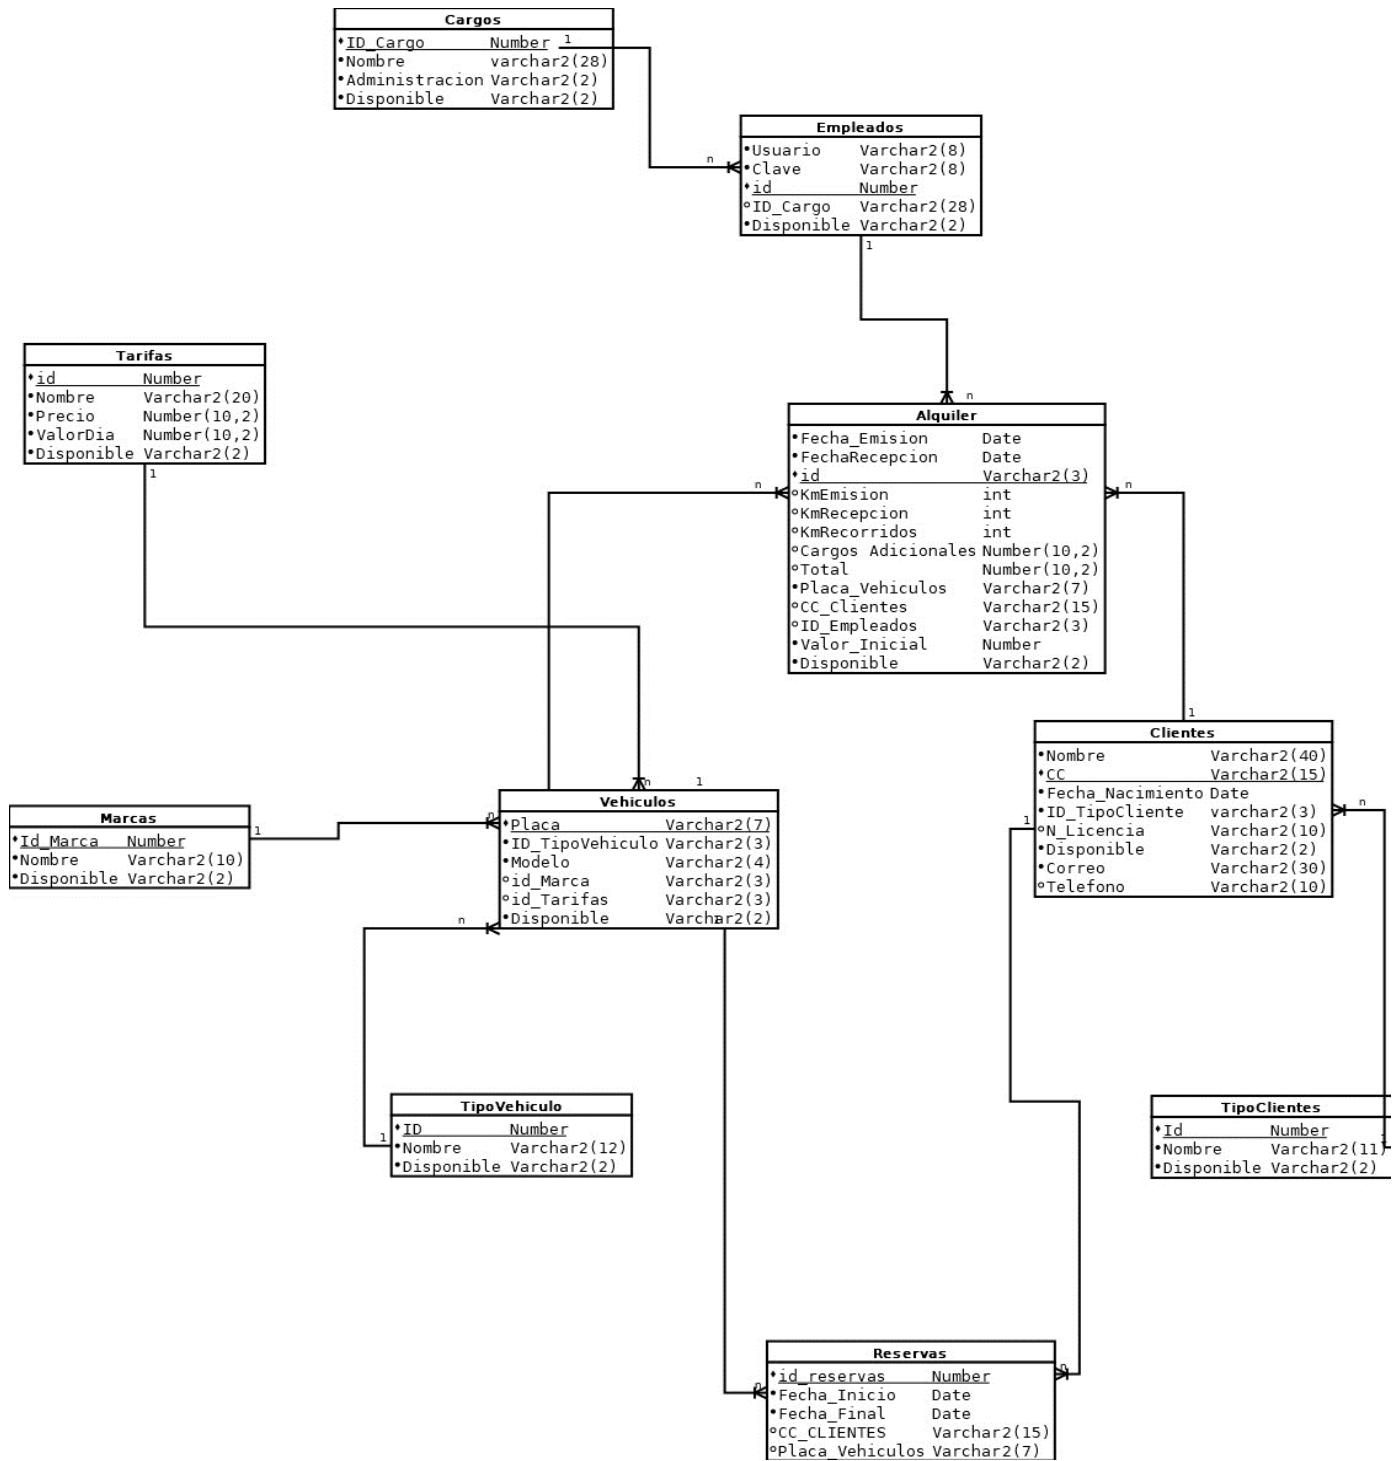 Cargos
ID_Cargo Number
Nombre varchar2(28)
Administracion Varchar2(2)
Disponible Varchar2(2)
1
n
Empleados
Usuario Varchar2(8)
Clave Varchar2(8)
id Number
ID_Cargo Varchar2(28)
Disponible Varchar2(2)
1
n
Tarifas
id Number
Nombre Varchar2(20)
Precio Number(10,2)
ValorDia Number(10,2)
Disponible Varchar2(2)
1
n
Alquiler
Fecha_Emision Date
FechaRecepcion Date
id Varchar2(3)
KmEmision int
KmRecepcion int
KmRecorridos int
Cargos Adicionales Number(10,2)
Total Number(10,2)
Placa_Vehiculos Varchar2(7)
CC_Clientes Varchar2(15)
ID_Empleados Varchar2(3)
Valor_Inicial Number
Disponible Varchar2(2)
n
n
1
1
Clientes
Nombre Varchar2(40)
CC Varchar2(15)
Fecha_Nacimiento Date
ID_TipoCliente varchar2(3)
N_Licencia Varchar2(10)
Disponible Varchar2(2)
Correo Varchar2(30)
Telefono Varchar2(10)
1
n
Marcas
Id_Marca Number
Nombre Varchar2(10)
Disponible Varchar2(2)
1
n
Vehiculos
Placa Varchar2(7)
ID_TipoVehiculo Varchar2(3)
Modelo Varchar2(4)
id_Marca Varchar2(3)
id_Tarifas Varchar2(3)
Disponible Varchar2(2)
n
1
TipoVehiculo
ID Number
Nombre Varchar2(12)
Disponible Varchar2(2)
1
TipoClientes
Id Number
Nombre Varchar2(11)
Disponible Varchar2(2)
1
Reservas
id_reservas Number
Fecha_Inicio Date
Fecha_Final Date
CC_CLIENTES Varchar2(15)
Placa_Vehiculos Varchar2(7)
n
n